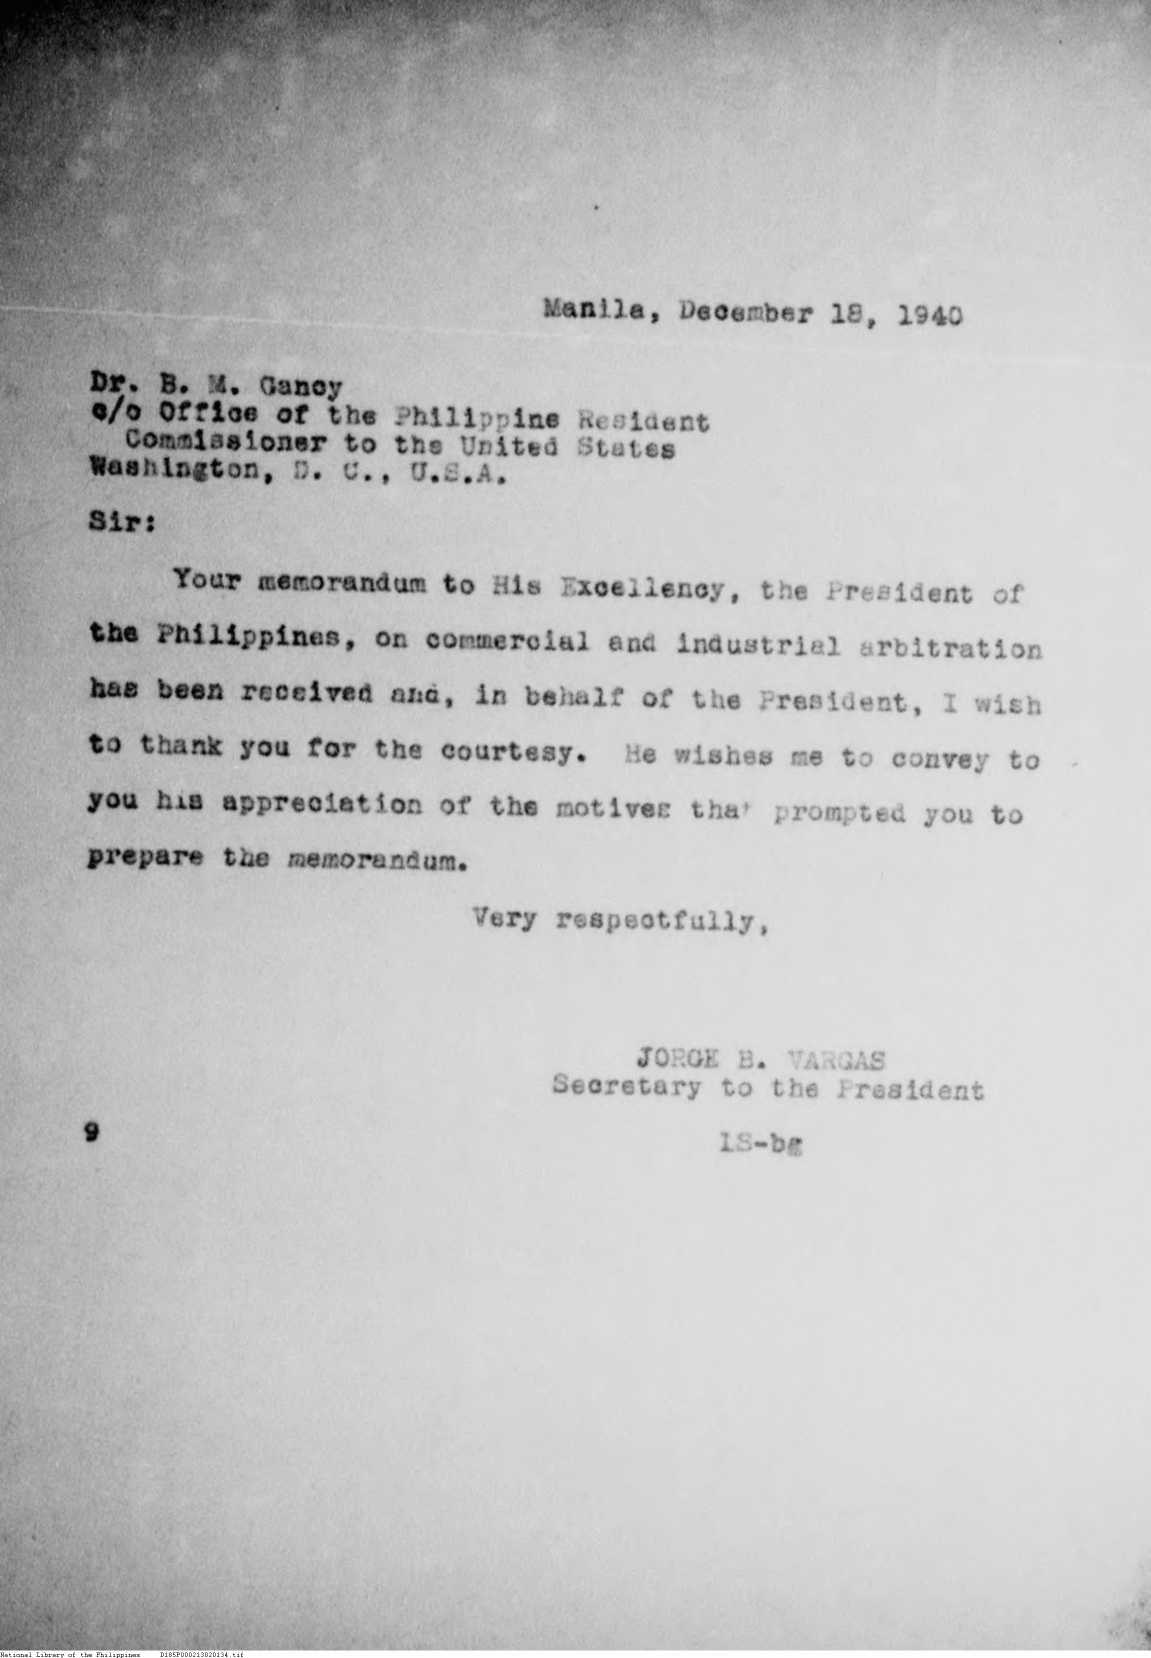 Manila, December 18, 1940
Dr. B. M. Gancy
c/o Office of the Philippine Resident
Commissioner to the United States
Washington, D. C., U.S.A.
Sir:
Your memorandum to His Excellency, the President of
the Philippines, on commercial and industrial arbitration
has been received and, in behalf of the President, I wish
to thank you for the courtesy. He wishes me to convey to
you his appreciation of the motives that prompted you to
prepare the memorandum.
Very respectfully,
JORGE B. VARGAS
Secretary to the President
9
IS-bg
National Library of the Philippines D185P000213020134.tif